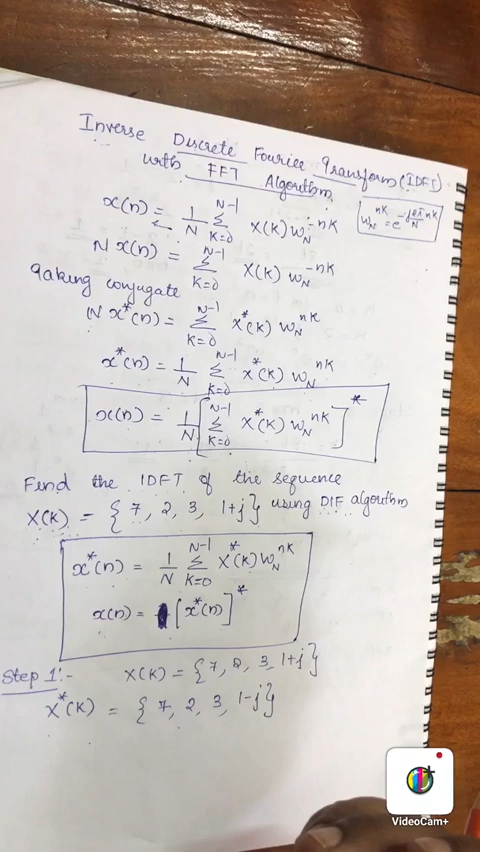 Inverse Discrete Fourier Transform (IDFT)
with FFT Algorithm
x(n) = 1/N Σ_{K=0}^{N-1} X(K) W_N^{-nK}
W_N^{nK} = e^{-j2π/N nK}
N x(n) = Σ_{K=0}^{N-1} X(K) W_N^{-nK}
Taking conjugate
N x*(n) = Σ_{K=0}^{N-1} X*(K) W_N^{nK}
x*(n) = 1/N Σ_{K=0}^{N-1} X*(K) W_N^{nK}
x(n) = 1/N [Σ_{K=0}^{N-1} X*(K) W_N^{nK}]*
Find the IDFT of the sequence
X(K) = {7, 2, 3, 1+j} using DIF algorithm
x*(n) = 1/N Σ_{K=0}^{N-1} X*(K) W_N^{nk}
x(n) = [x*(n)]*
Step 1:- X(K) = {7, 2, 3, 1+j}
X*(K) = {7, 2, 3, 1-j}
VideoCam+